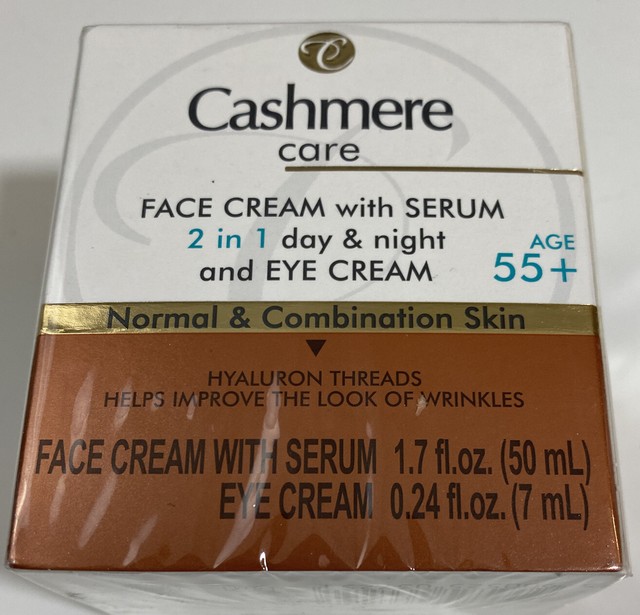 C
Cashmere
care
FACE CREAM with SERUM
2 in 1 day & night
and EYE CREAM
AGE
55+
Normal & Combination Skin
HYALURON THREADS
HELPS IMPROVE THE LOOK OF WRINKLES
FACE CREAM WITH SERUM 1.7 fl.oz. (50 mL)
EYE CREAM 0.24 fl.oz. (7 mL)